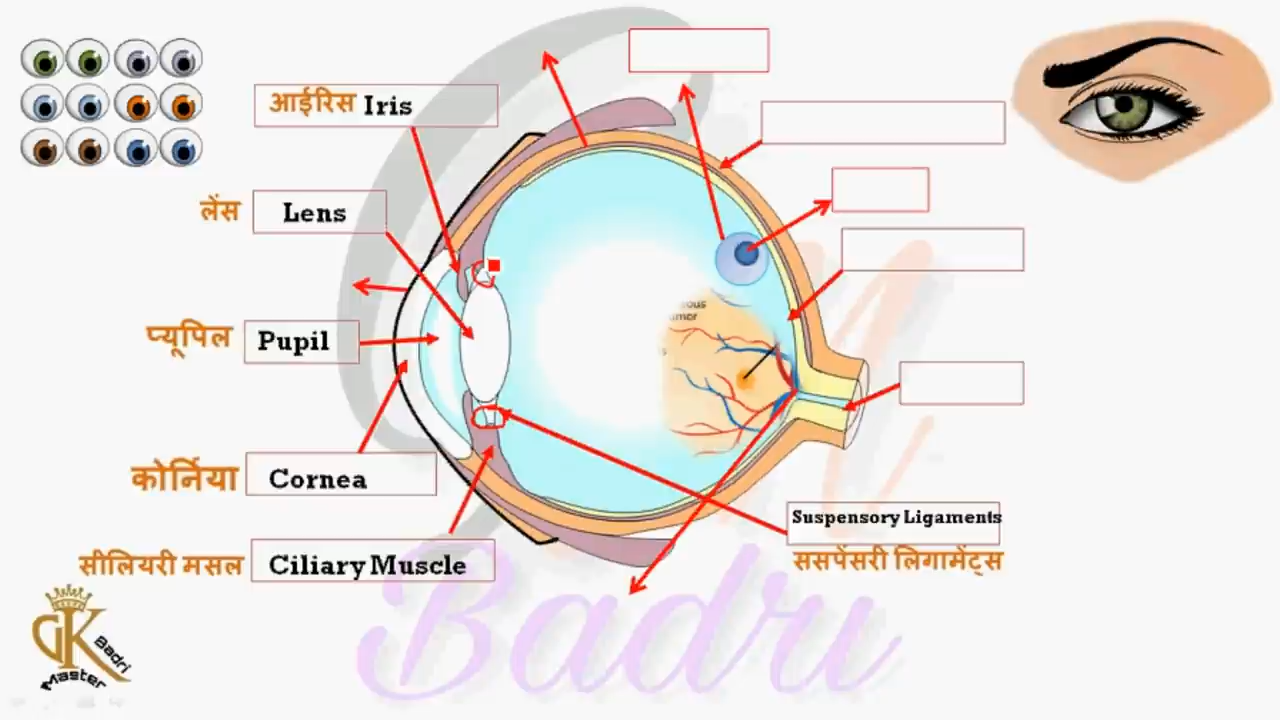 आईरिस Iris
लेंस Lens
प्यूपिल Pupil
कोर्निया Cornea
सीलियरी मसल Ciliary Muscle
Suspensory Ligaments
ससपेंसरी लिगामेंट्स
Badru
GK
Badri
Master